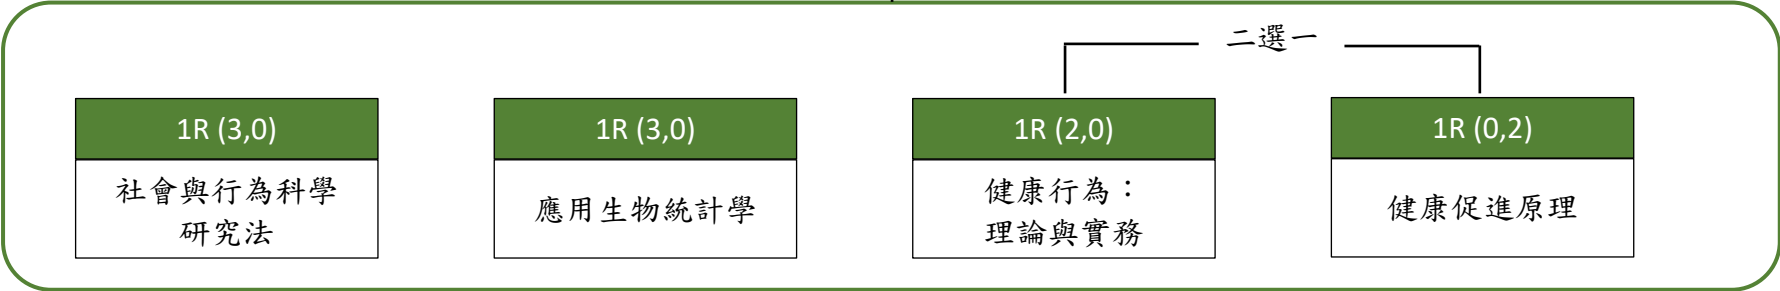 二選一
1R (3,0)
社會與行為科學
研究法
1R (3,0)
應用生物統計學
1R (2,0)
健康行為：
理論與實務
1R (0,2)
健康促進原理